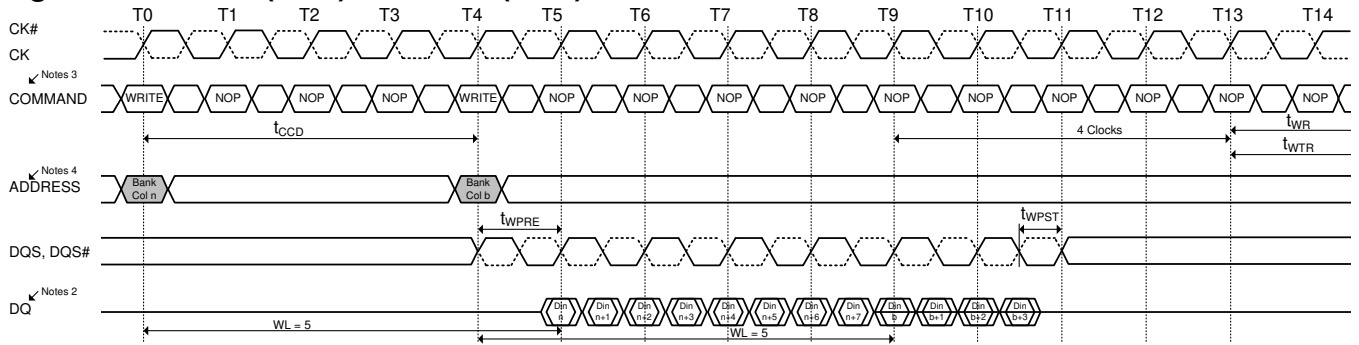 T0 T1 T2 T3 T4 T5 T6 T7 T8 T9 T10 T11 T12 T13 T14
CK#
CK
Notes 3
COMMAND WRITE NOP NOP NOP WRITE NOP NOP NOP NOP NOP NOP NOP NOP NOP NOP
tCCD 4 Clocks tWR
tWTR
Notes 4
ADDRESS Bank Col n Bank Col b
tWPRE tWPST
DQS, DQS#
Notes 2
DQ Din n Din n+1 Din n+2 Din n+3 Din n+4 Din n+5 Din n+6 Din n+7 Din b Din b+1 Din b+2 Din b+3
WL = 5 WL = 5